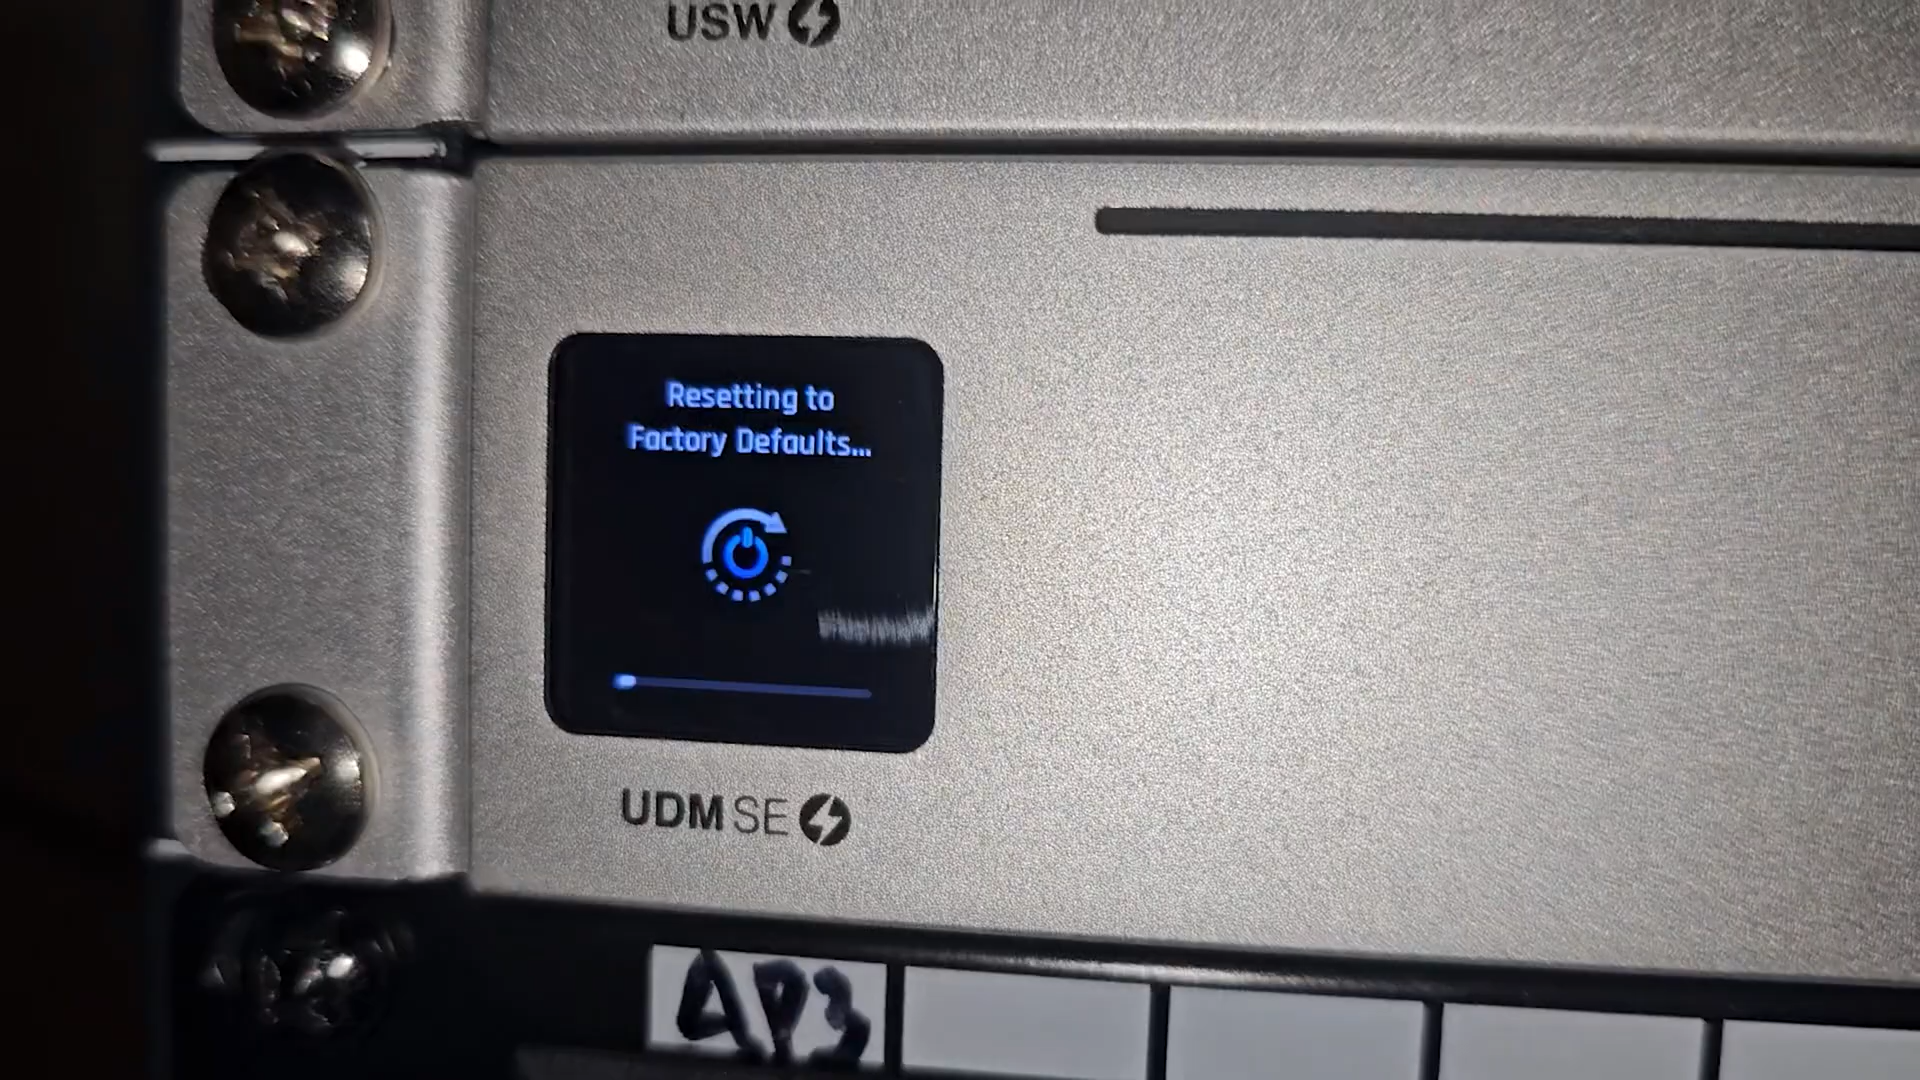 USW
Resetting to
Factory Defaults...
UDM SE
AP3